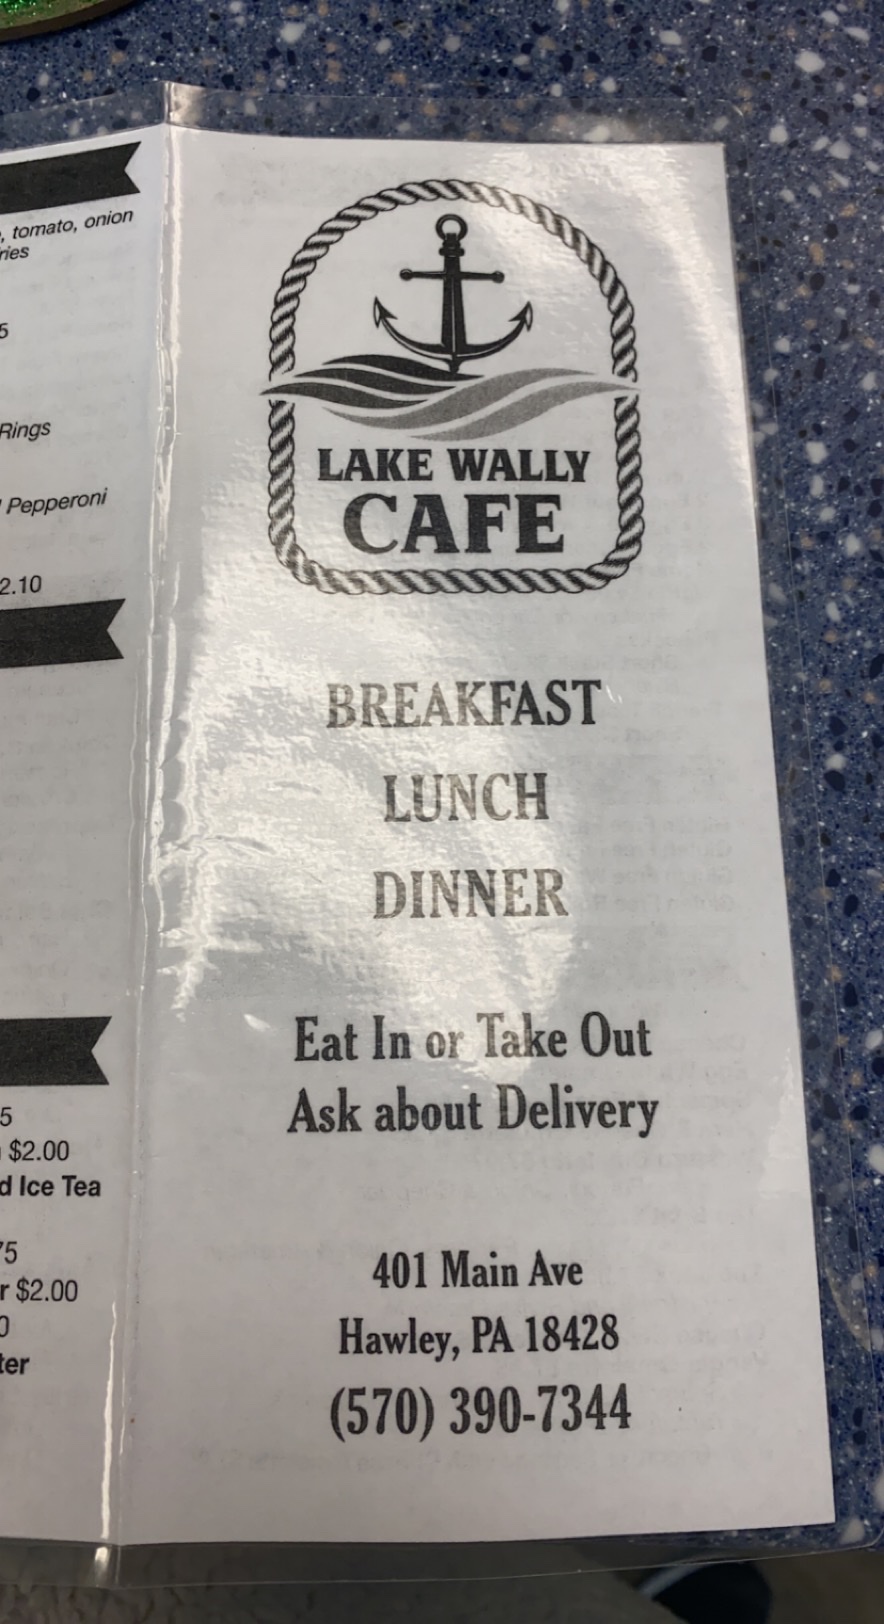 , tomato, onion
ries
5
Rings
Pepperoni
2.10
5
$2.00
d Ice Tea
75
r $2.00
0
ter
LAKE WALLY
CAFE
BREAKFAST
LUNCH
DINNER
Eat In or Take Out
Ask about Delivery
401 Main Ave
Hawley, PA 18428
(570) 390-7344